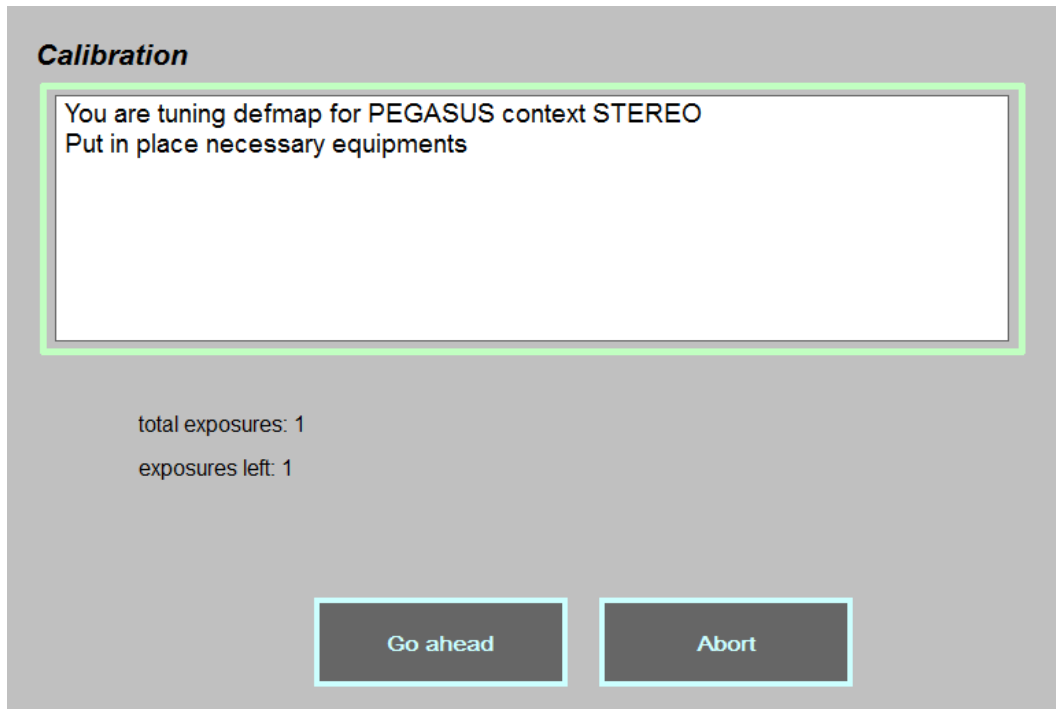 Calibration
You are tuning defmap for PEGASUS context STEREO
Put in place necessary equipments
total exposures: 1
exposures left: 1
Go ahead
Abort